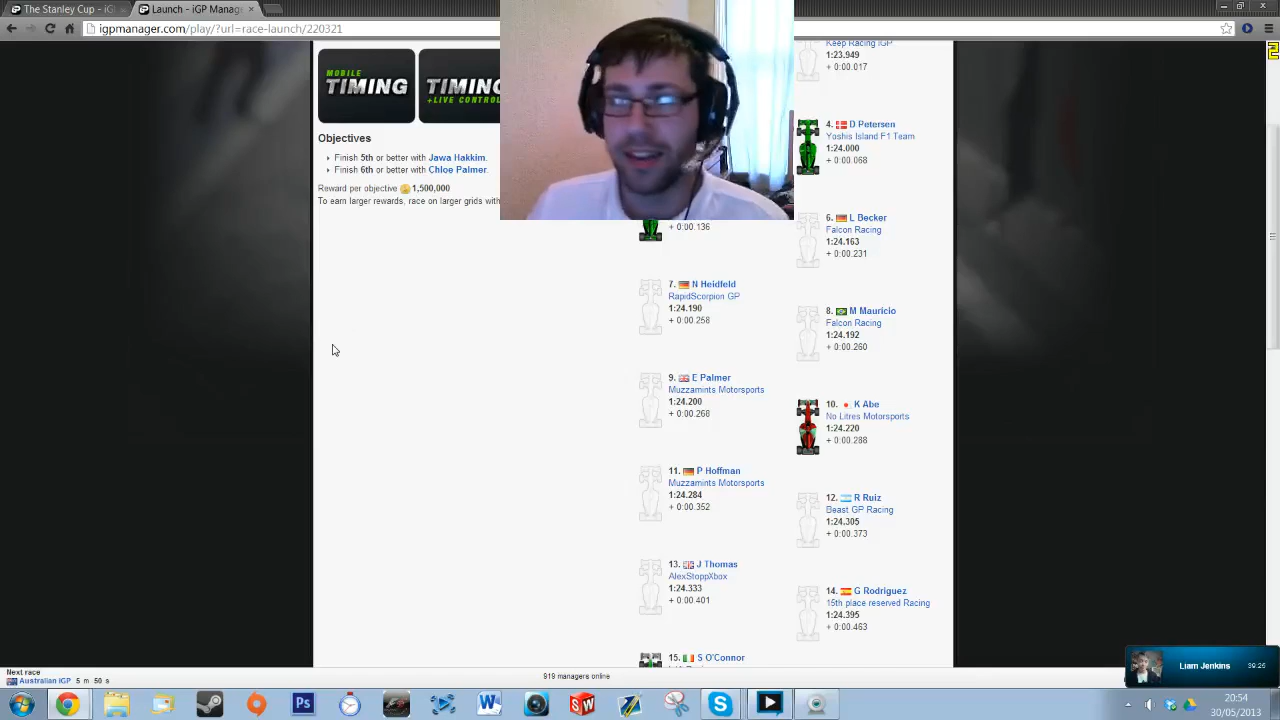 The Stanley Cup - iG
Launch - iGP Manage
igpmanager.com/play/?url=race-launch/220321
MOBILE
TIMING
TIMING
+LIVE CONTROL
Objectives
Finish 5th or better with Jawa Hakkim.
Finish 6th or better with Chloe Palmer.
Reward per objective 1,500,000
To earn larger rewards, race on larger grids with
Keep Racing IGP
1:23.949
+ 0:00.017
4. D Petersen
Yoshis Island F1 Team
1:24.000
+ 0:00.068
+ 0:00.136
6. L Becker
Falcon Racing
1:24.163
+ 0:00.231
7. N Heidfeld
RapidScorpion GP
1:24.190
+ 0:00.258
8. M Mauricio
Falcon Racing
1:24.192
+ 0:00.260
9. E Palmer
Muzzamints Motorsports
1:24.200
+ 0:00.268
10. K Abe
No Litres Motorsports
1:24.220
+ 0:00.288
11. P Hoffman
Muzzamints Motorsports
1:24.284
+ 0:00.352
12. R Ruiz
Beast GP Racing
1:24.305
+ 0:00.373
13. J Thomas
AlexStoppXbox
1:24.333
+ 0:00.401
14. G Rodriguez
15th place reserved Racing
1:24.395
+ 0:00.463
15. S O'Connor
Next race
Australian IGP 5 m 50 s
919 managers online
Liam Jenkins
39:26
Ps
W
SW
S
20:54
30/05/2013